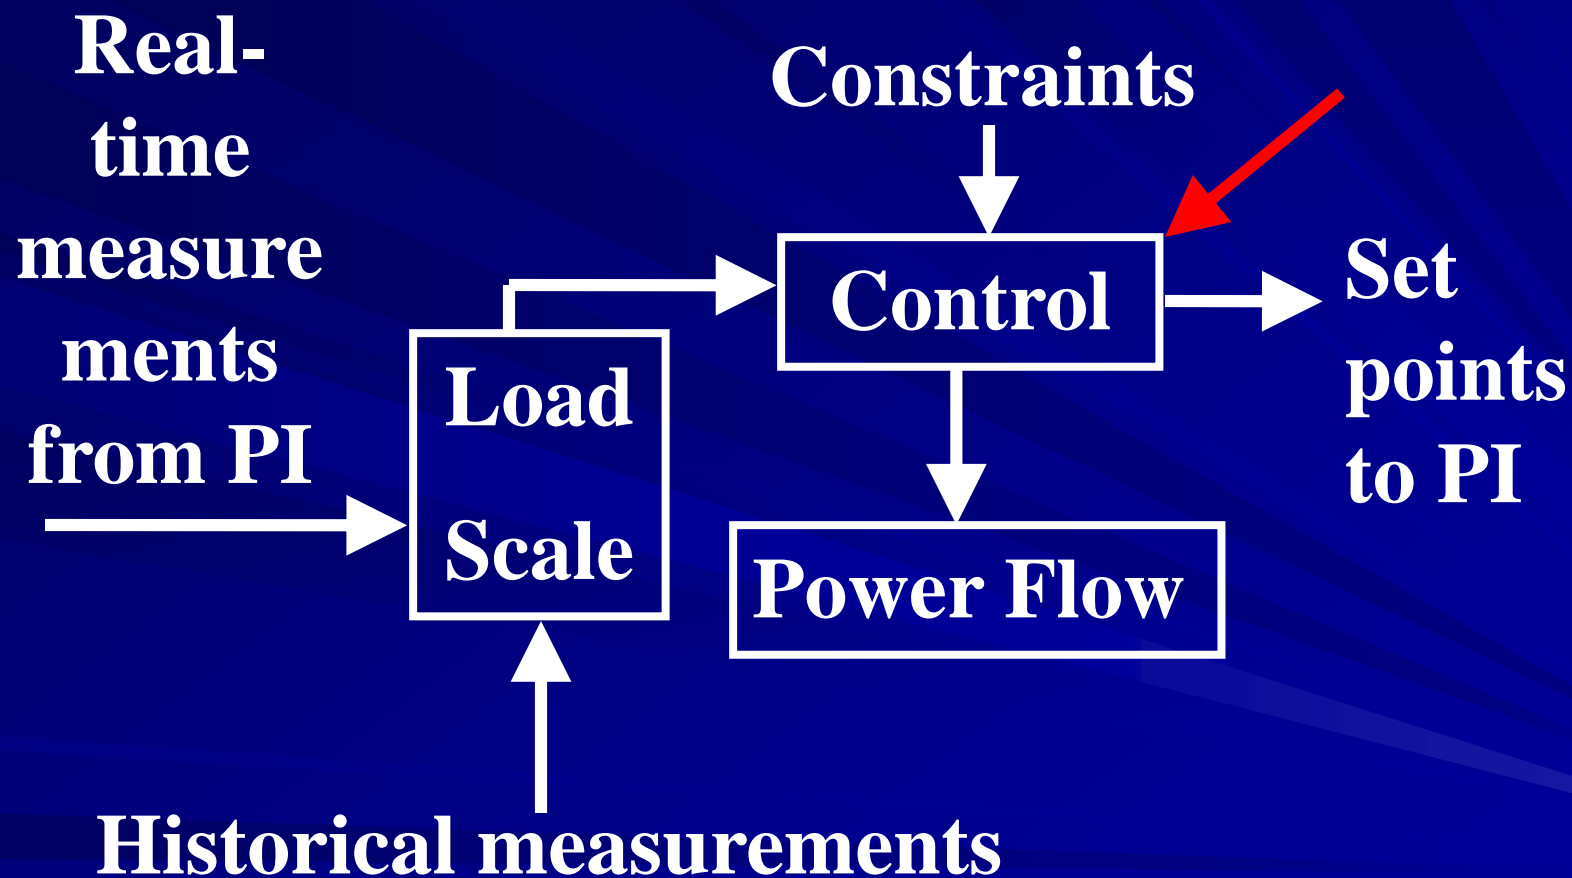 Real-
time
measure
ments
from PI
Constraints
Control
Set
points
to PI
Load
Scale
Power Flow
Historical measurements